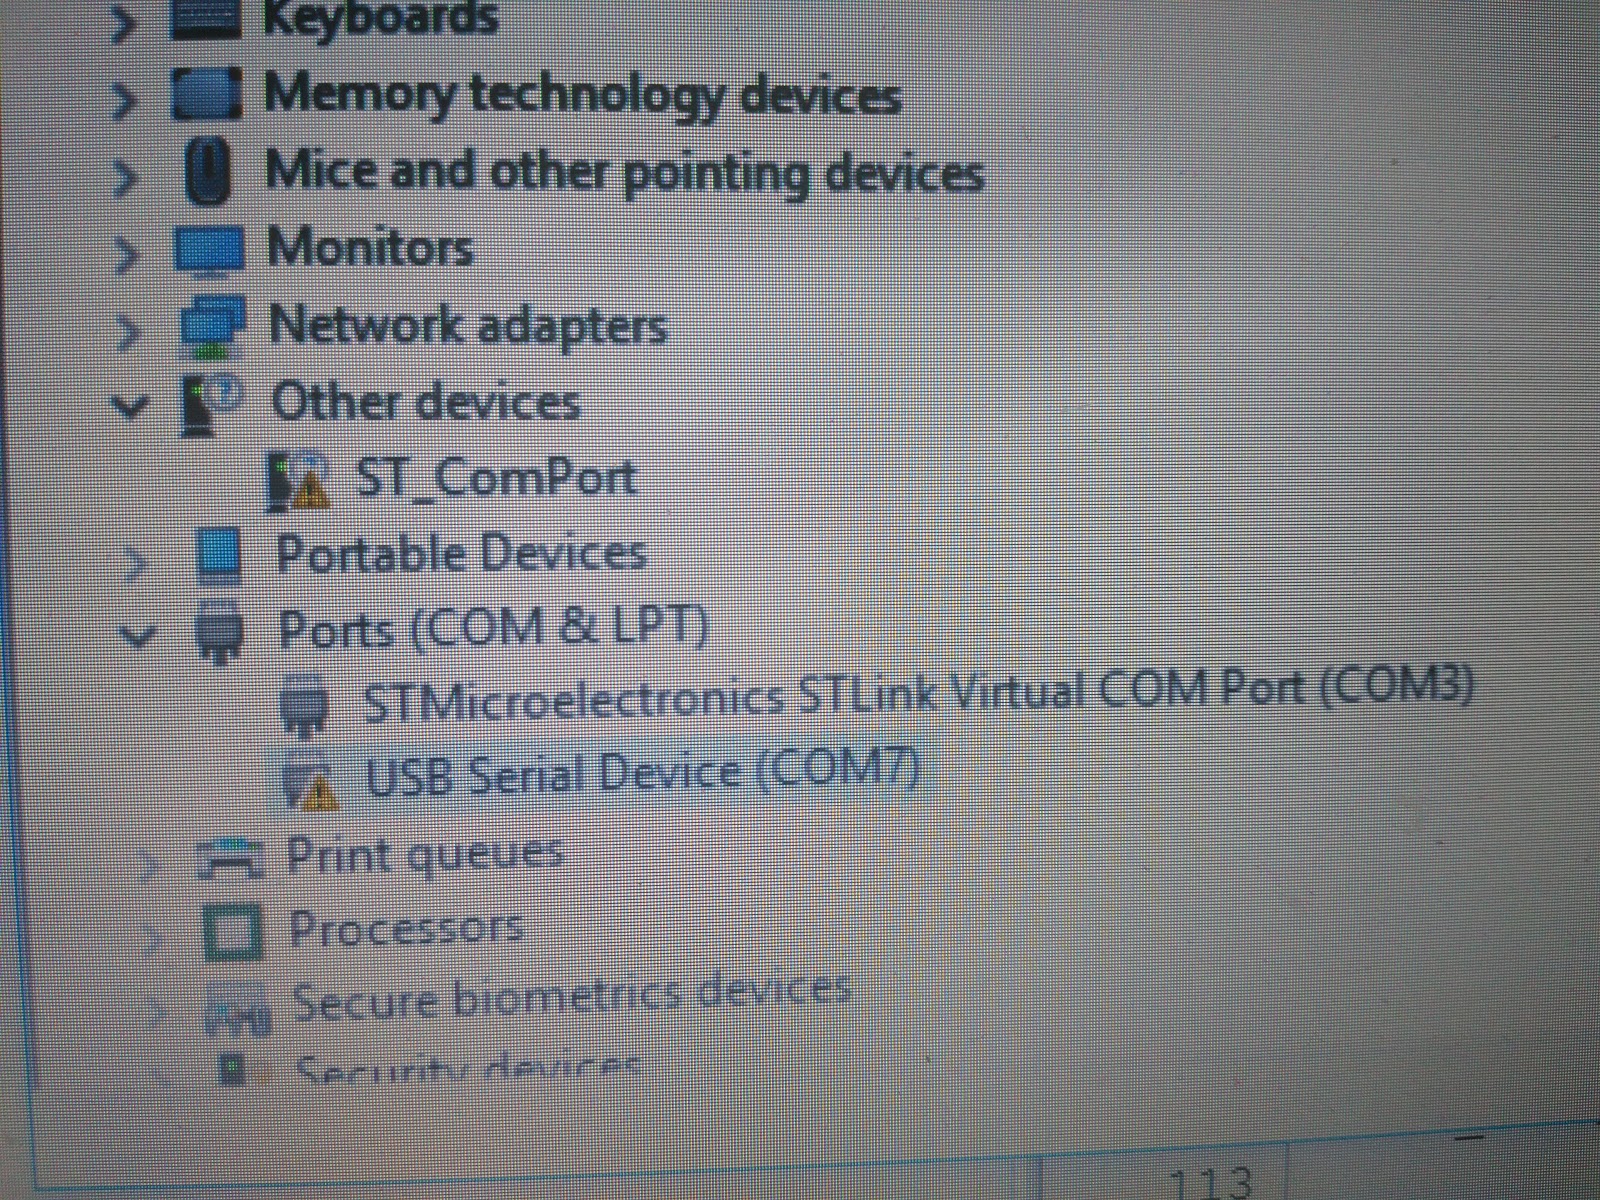 Keyboards
Memory technology devices
Mice and other pointing devices
Monitors
Network adapters
Other devices
ST_ComPort
Portable Devices
Ports (COM & LPT)
STMicroelectronics STLink Virtual COM Port (COM3)
USB Serial Device (COM7)
Print queues
Processors
Secure biometrics devices
Security devices
113